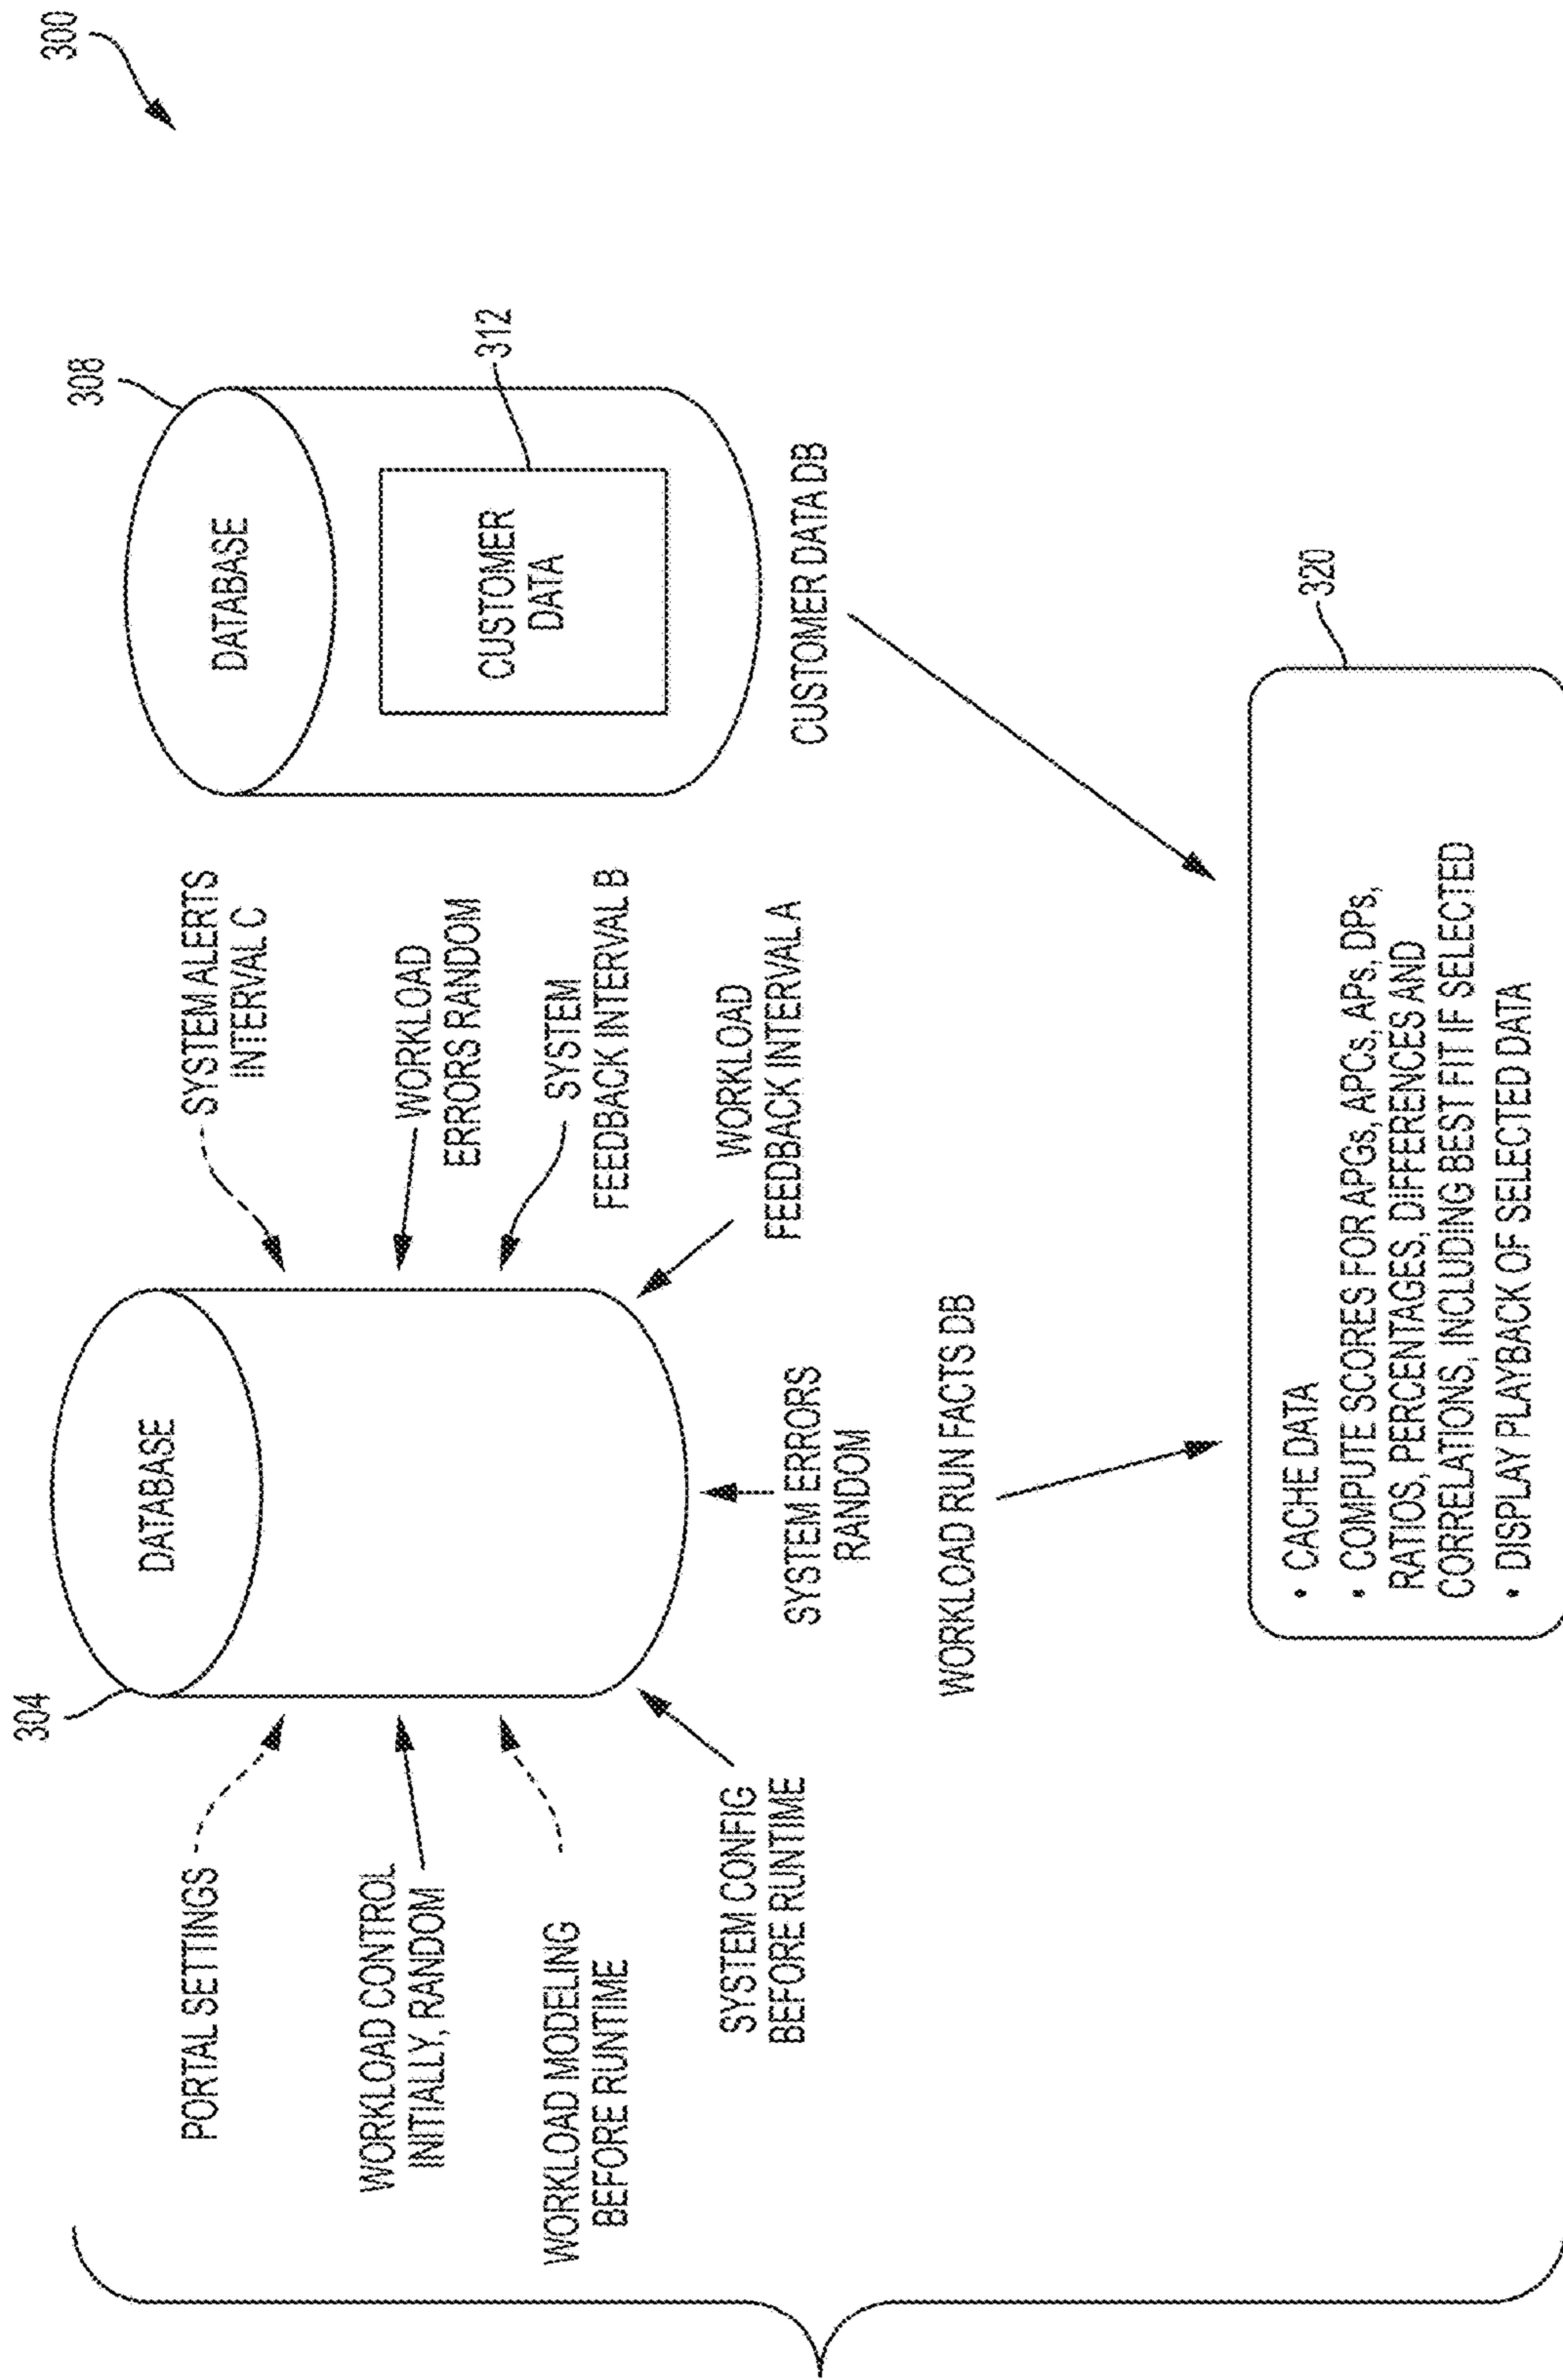 300
304
DATABASE
308
DATABASE
312
CUSTOMER
DATA
CUSTOMER DATA DB
PORTAL SETTINGS
WORKLOAD CONTROL
INITIALLY, RANDOM
WORKLOAD MODELING
BEFORE RUNTIME
SYSTEM CONFIG
BEFORE RUNTIME
SYSTEM ERRORS
RANDOM
SYSTEM ALERTS
INTERVAL C
WORKLOAD
ERRORS RANDOM
SYSTEM
FEEDBACK INTERVAL B
WORKLOAD
FEEDBACK INTERVAL A
WORKLOAD RUN FACTS DB
320
• CACHE DATA
• COMPUTE SCORES FOR APGs, APCs, APs, DPs,
RATIOS, PERCENTAGES, DIFFERENCES AND
CORRELATIONS, INCLUDING BEST FIT IF SELECTED
• DISPLAY PLAYBACK OF SELECTED DATA